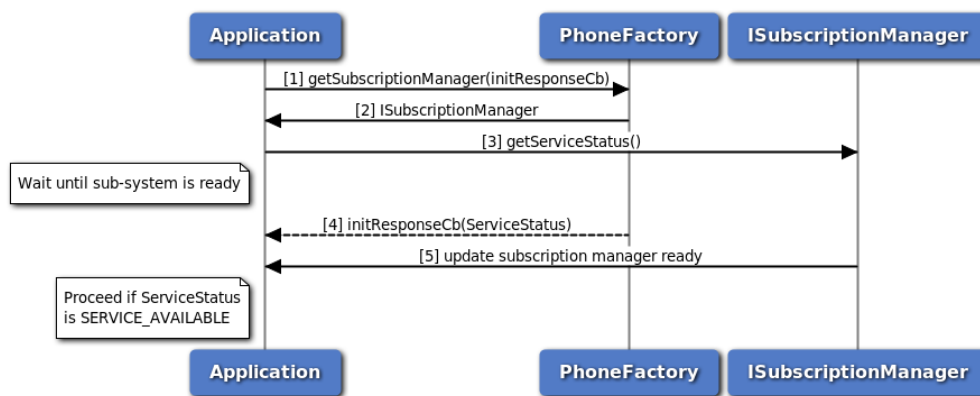 Application
PhoneFactory
ISubscriptionManager
[1] getSubscriptionManager(initResponseCb)
[2] ISubscriptionManager
[3] getServiceStatus()
Wait until sub-system is ready
[4] initResponseCb(ServiceStatus)
[5] update subscription manager ready
Proceed if ServiceStatus
is SERVICE_AVAILABLE
Application
PhoneFactory
ISubscriptionManager